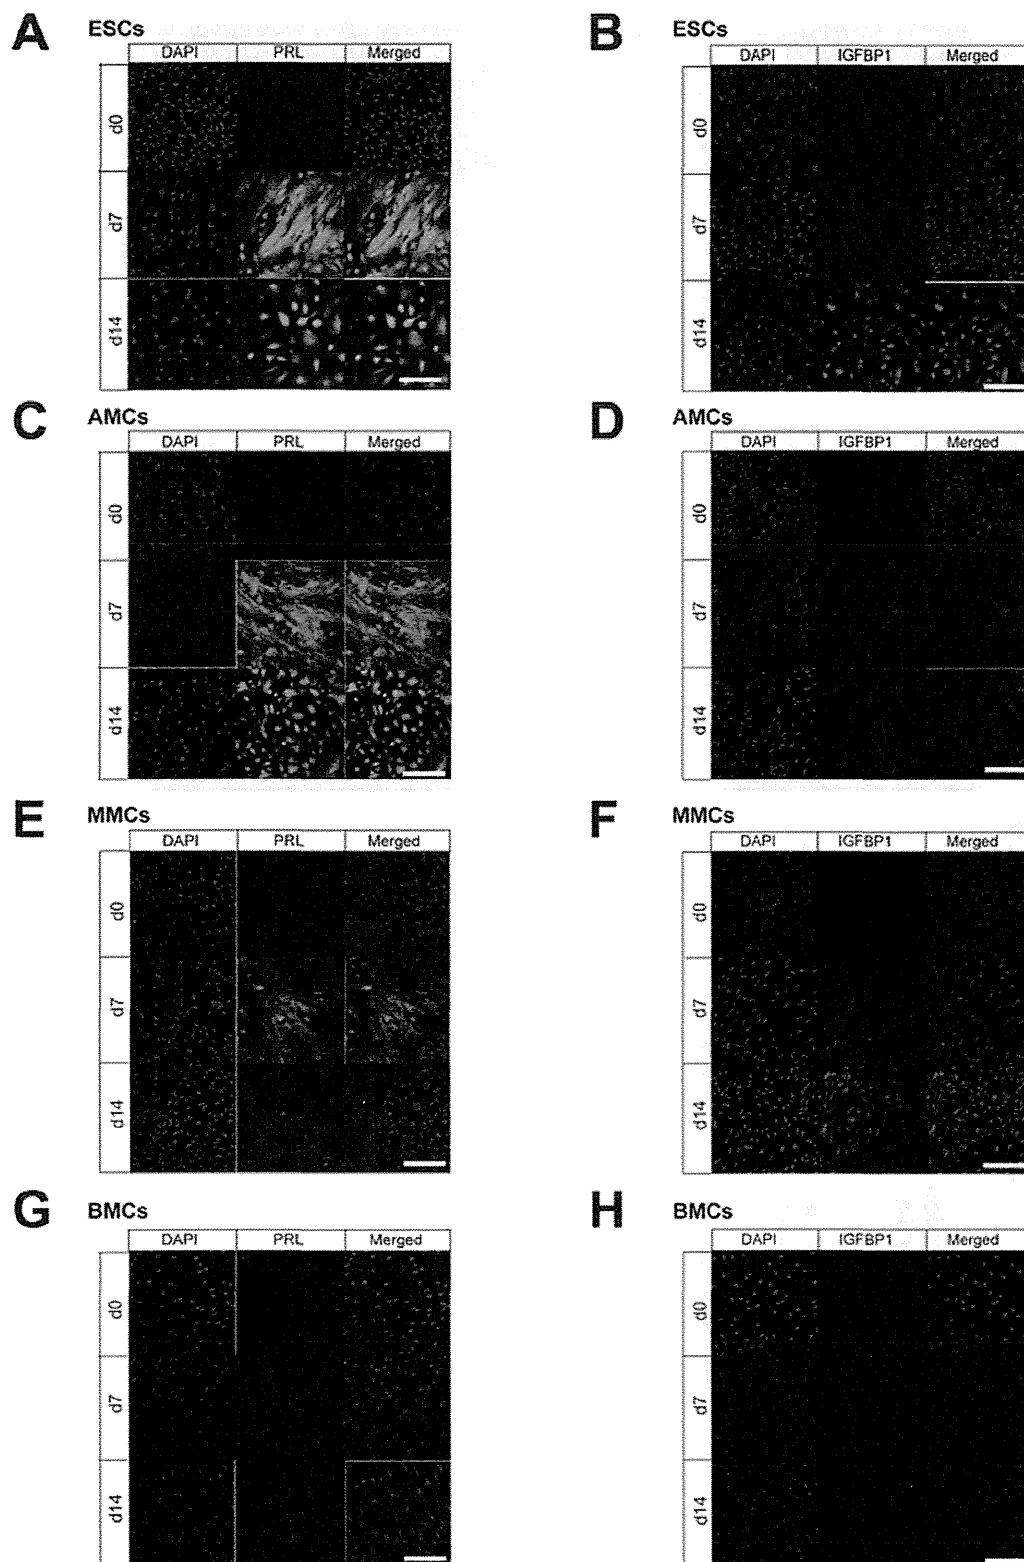 A ESCs
DAPI PRL Merged
d0
d7
d14
B ESCs
DAPI IGFBP1 Merged
d0
d7
d14
C AMCs
DAPI PRL Merged
d0
d7
d14
D AMCs
DAPI IGFBP1 Merged
d0
d7
d14
E MMCs
DAPI PRL Merged
d0
d7
d14
F MMCs
DAPI IGFBP1 Merged
d0
d7
d14
G BMCs
DAPI PRL Merged
d0
d7
d14
H BMCs
DAPI IGFBP1 Merged
d0
d7
d14